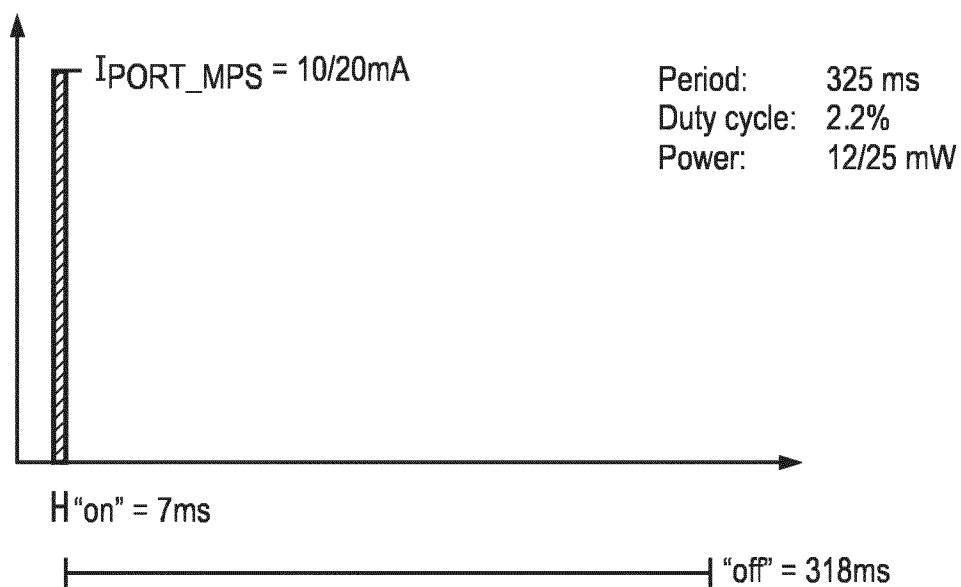 IPORT_MPS = 10/20mA
Period: 325 ms
Duty cycle: 2.2%
Power: 12/25 mW
“on” = 7ms
“off” = 318ms